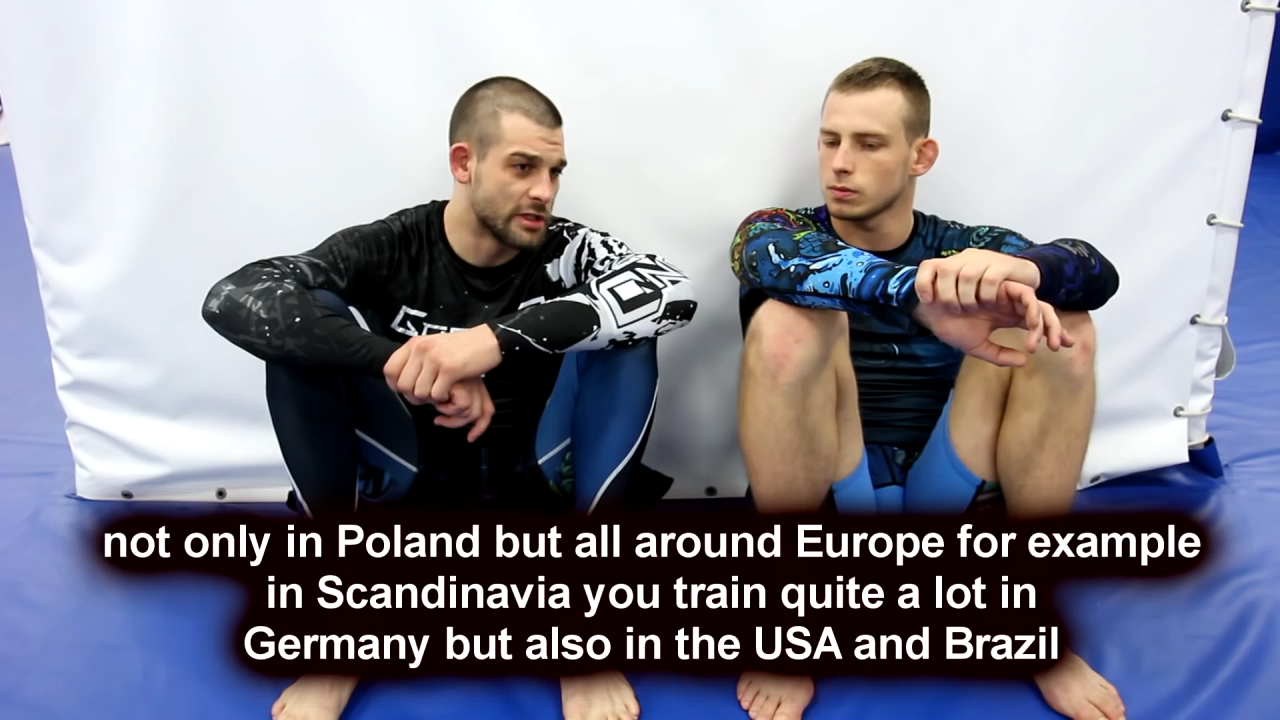 not only in Poland but all around Europe for example
in Scandinavia you train quite a lot in
Germany but also in the USA and Brazil